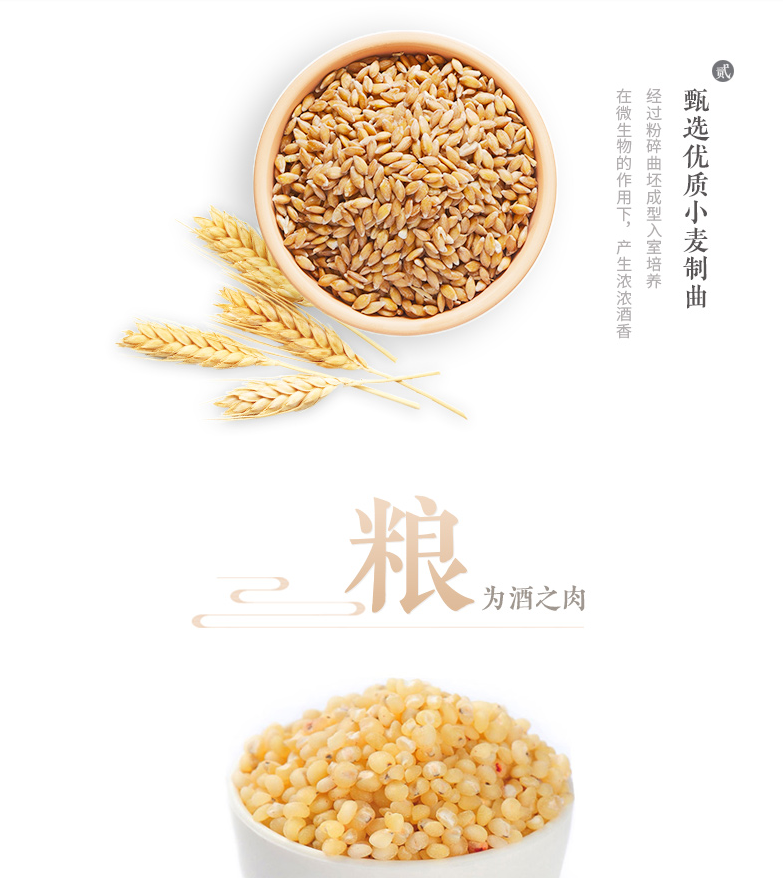 贰
甄选优质小麦制曲
经过粉碎曲坯成型入室培养
在微生物的作用下，产生浓浓酒香
粮
为酒之肉